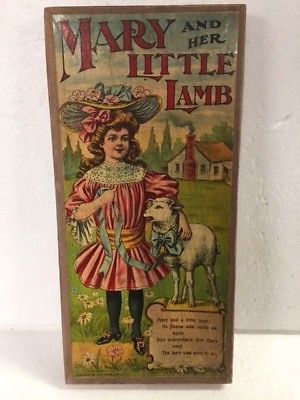 MARY AND
HER
LITTLE
LAMB
Mary had a little lamb
Its fleece was white as
snow
And everywhere that Mary
went
The lamb was sure to go.